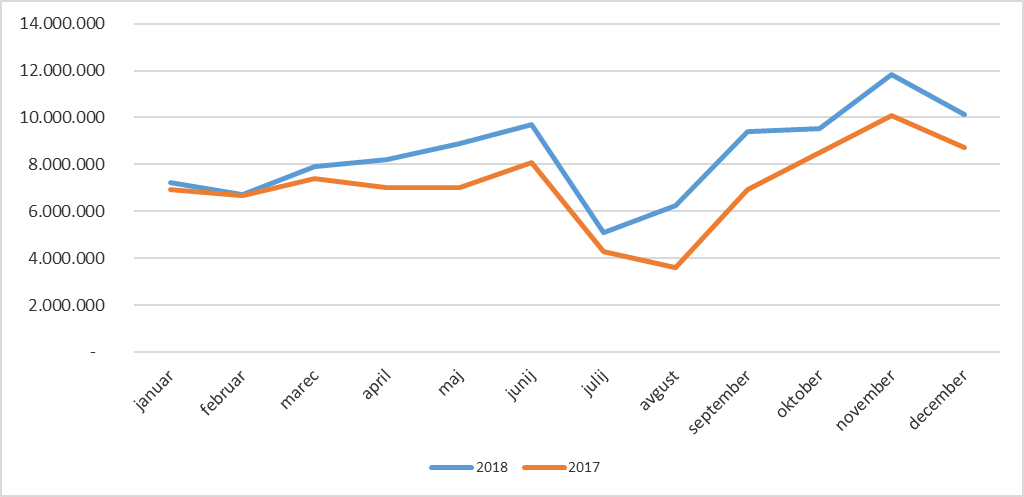 14.000.000
12.000.000
10.000.000
8.000.000
6.000.000
4.000.000
2.000.000
-
januar
februar
marec
april
maj
junij
julij
avgust
september
oktober
november
december
2018
2017